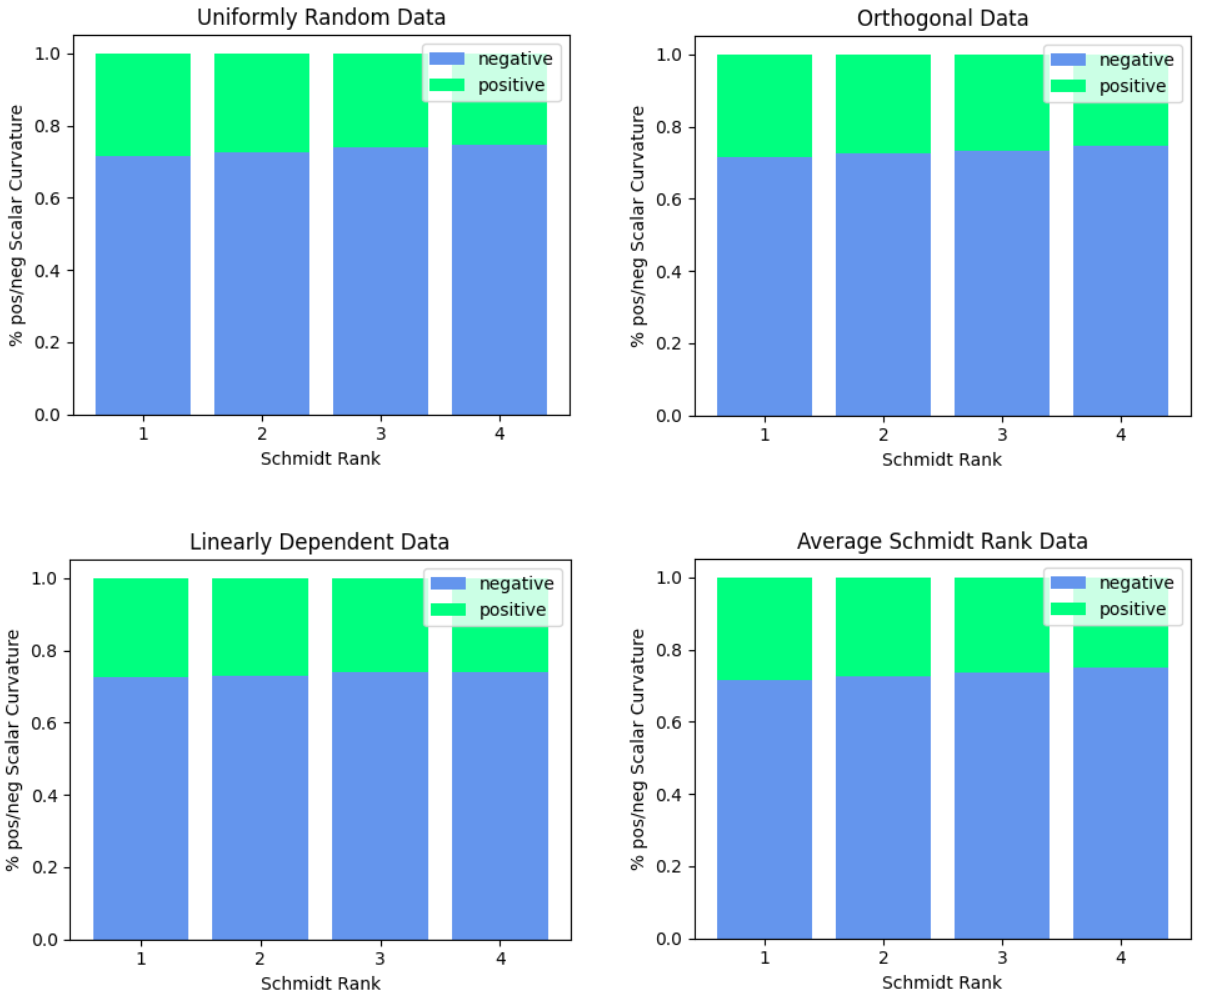 Uniformly Random Data
% pos/neg Scalar Curvature
1.0
0.8
0.6
0.4
0.2
0.0
negative
positive
1 2 3 4
Schmidt Rank
Orthogonal Data
% pos/neg Scalar Curvature
1.0
0.8
0.6
0.4
0.2
0.0
negative
positive
1 2 3 4
Schmidt Rank
Linearly Dependent Data
% pos/neg Scalar Curvature
1.0
0.8
0.6
0.4
0.2
0.0
negative
positive
1 2 3 4
Schmidt Rank
Average Schmidt Rank Data
% pos/neg Scalar Curvature
1.0
0.8
0.6
0.4
0.2
0.0
negative
positive
1 2 3 4
Schmidt Rank